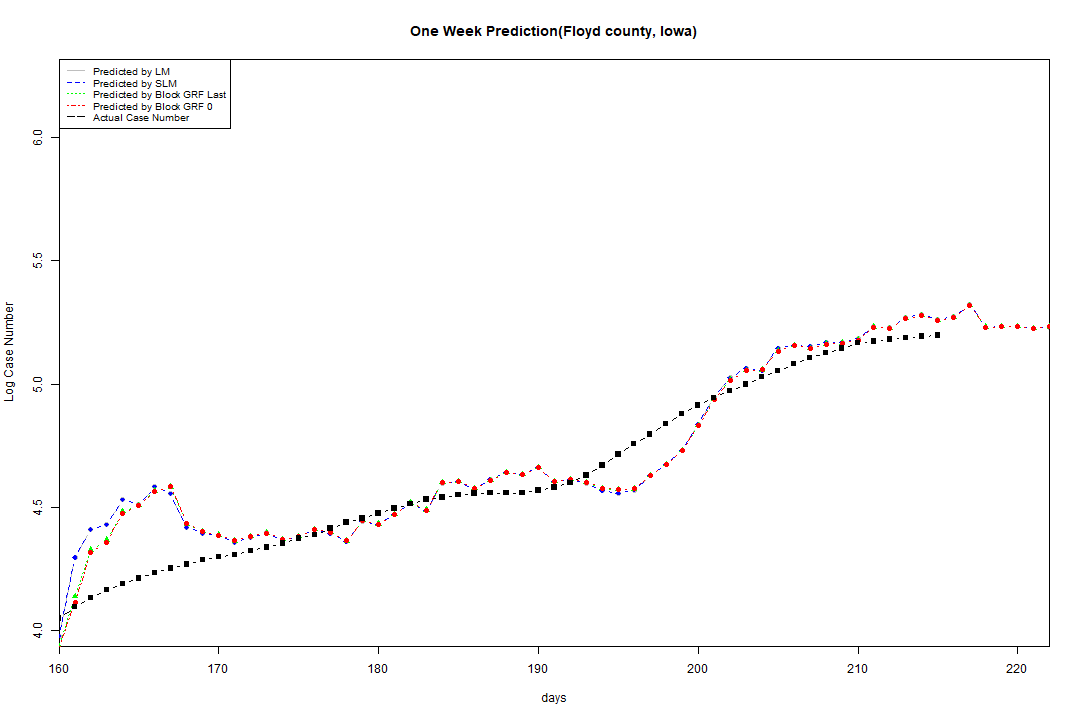 One Week Prediction(Floyd county, Iowa)
Predicted by LM
Predicted by SLM
Predicted by Block GRF Last
Predicted by Block GRF 0
Actual Case Number
6.0
5.5
5.0
4.5
4.0
Log Case Number
160 170 180 190 200 210 220
days